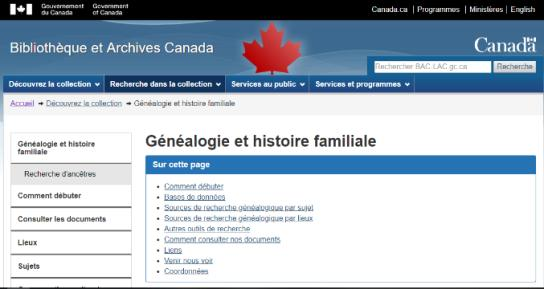 Gouvernement du Canada
Government of Canada
Canada.ca | Programmes | Ministères | English
Bibliothèque et Archives Canada
Canada
Rechercher BAC-LAC.gc.ca
Recherche
Découvrez la collection
Recherche dans la collection
Services au public
Services et programmes
Accueil → Découvrez la collection → Généalogie et histoire familiale
Généalogie et histoire
familiale
Recherche d'ancêtres
Comment débuter
Consulter les documents
Lieux
Sujets
Généalogie et histoire familiale
Sur cette page
Comment débuter
Bases de données
Sources de recherche généalogique par sujet
Sources de recherche généalogique par lieux
Autres outils de recherche
Comment consulter nos documents
Liens
Venir nous voir
Coordonnées